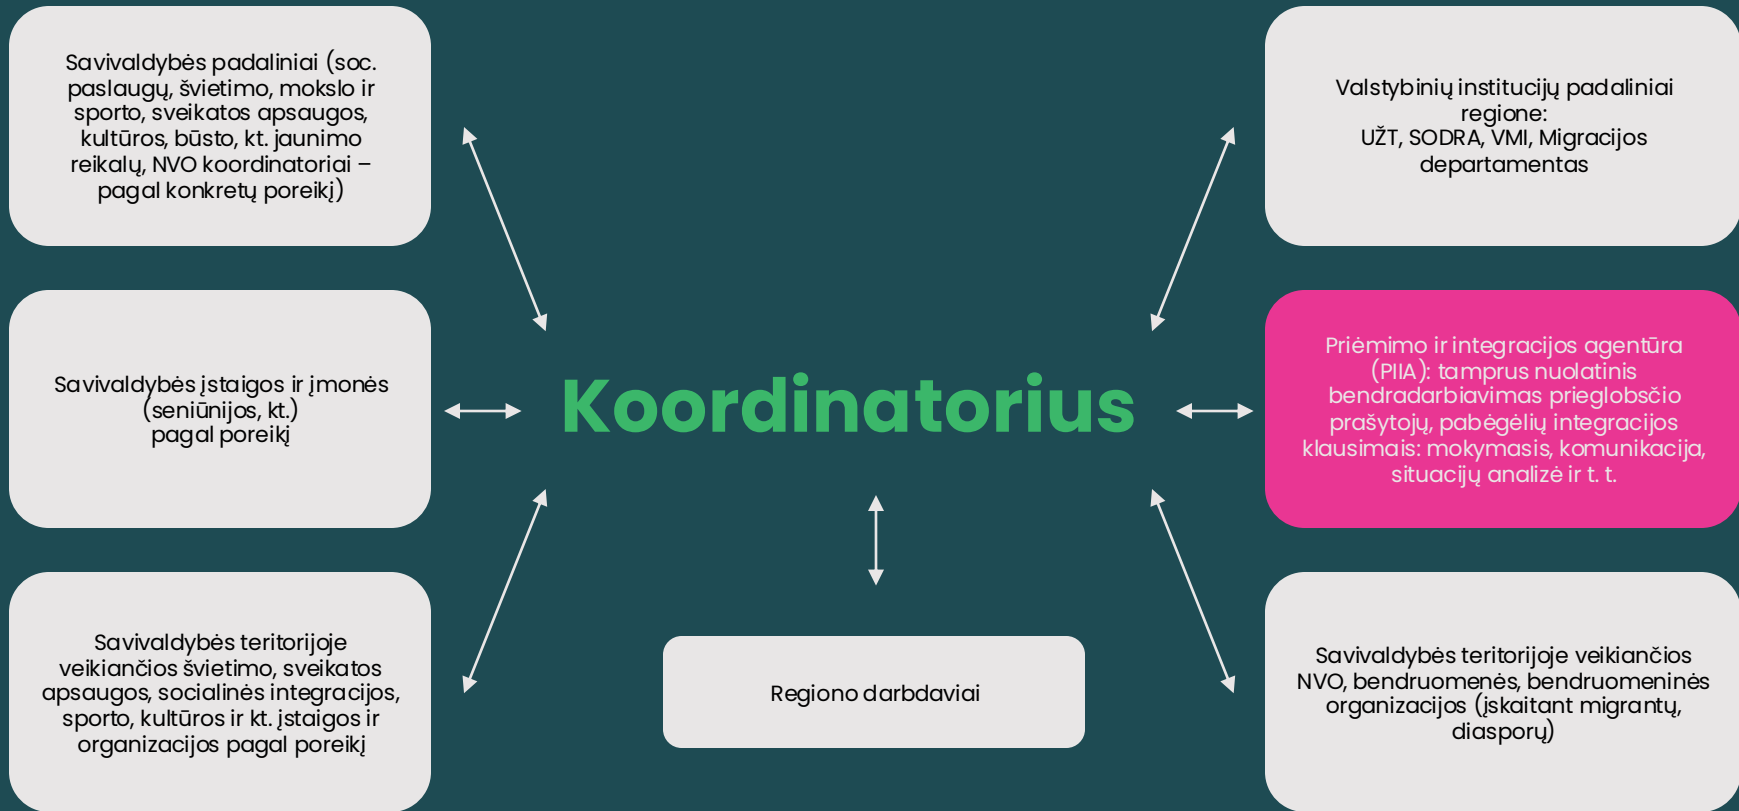 Savivaldybės padaliniai (soc.
paslaugų, švietimo, mokslo ir
sporto, sveikatos apsaugos,
kultūros, būsto, kt. jaunimo
reikalų, NVO koordinatoriai –
pagal konkretų poreikį)
Valstybinių institucijų padaliniai
regione:
UŽT, SODRA, VMI, Migracijos
departamentas
Savivaldybės įstaigos ir įmonės
(seniūnijos, kt.)
pagal poreikį
Koordinatorius
Priėmimo ir integracijos agentūra
(PIIA): tamprus nuolatinis
bendradarbiavimas prieglobsčio
prašytojų, pabėgėlių integracijos
klausimais: mokymasis, komunikacija,
situacijų analizė ir t. t.
Savivaldybės teritorijoje
veikiančios švietimo, sveikatos
apsaugos, socialinės integracijos,
sporto, kultūros ir kt. įstaigos ir
organizacijos pagal poreikį
Regiono darbdaviai
Savivaldybės teritorijoje veikiančios
NVO, bendruomenės, bendruomeninės
organizacijos (įskaitant migrantų,
diasporų)